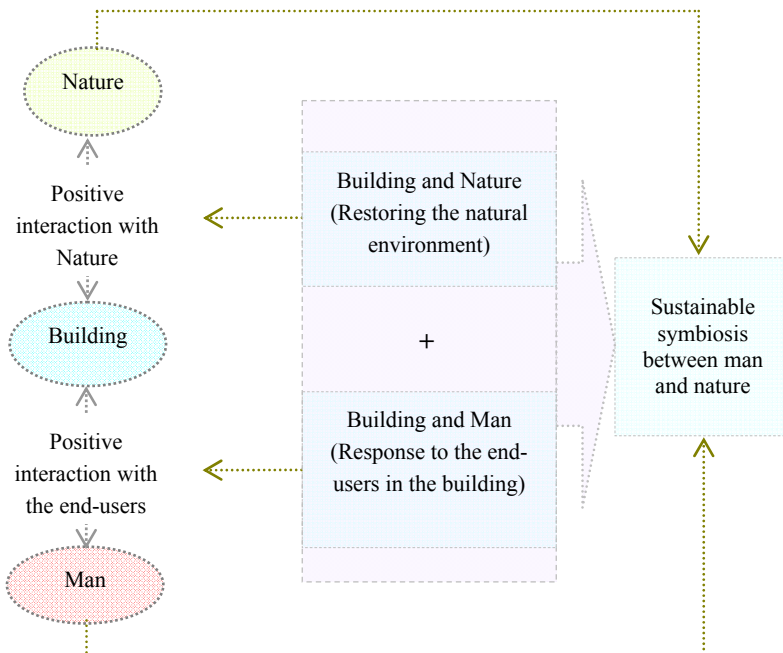 Nature
Positive
interaction with
Nature
Building
Positive
interaction with
the end-users
Man
Building and Nature
(Restoring the natural
environment)
+
Building and Man
(Response to the end-
users in the building)
Sustainable
symbiosis
between man
and nature